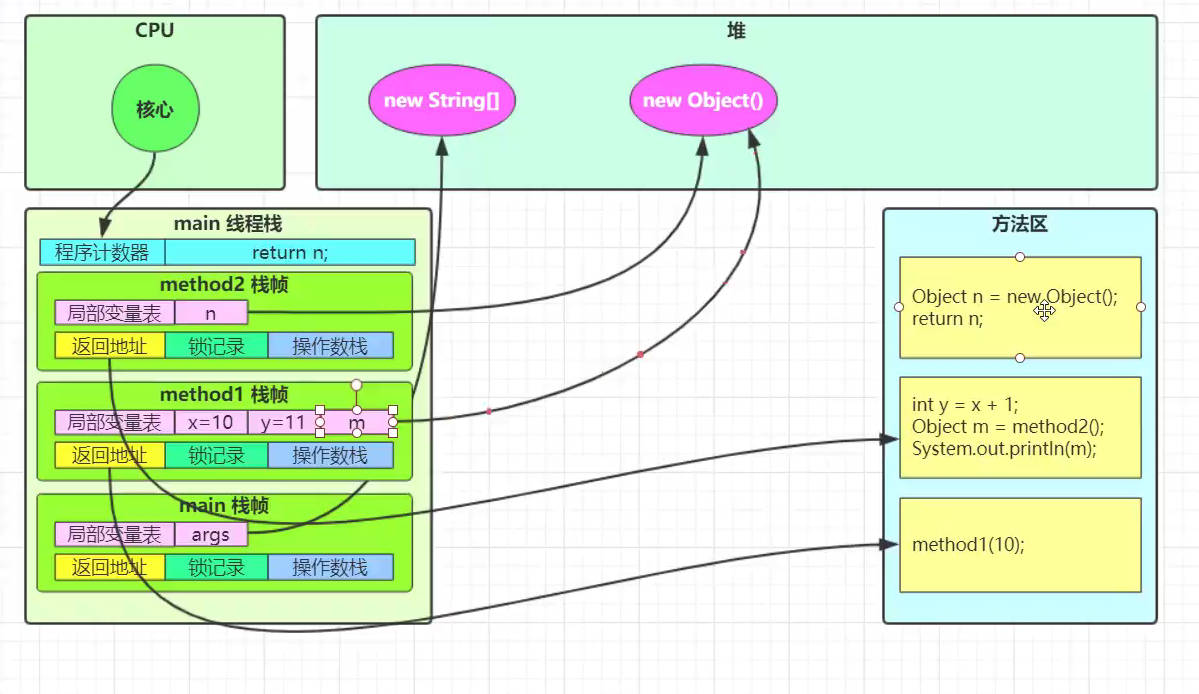 CPU
核心
堆
new String[]
new Object()
main 线程栈
程序计数器 return n;
method2 栈帧
局部变量表 n
返回地址 锁记录 操作数栈
method1 栈帧
局部变量表 x=10 y=11 m
返回地址 锁记录 操作数栈
main 栈帧
局部变量表 args
返回地址 锁记录 操作数栈
方法区
Object n = new Object();
return n;
int y = x + 1;
Object m = method2();
System.out.println(m);
method1(10);